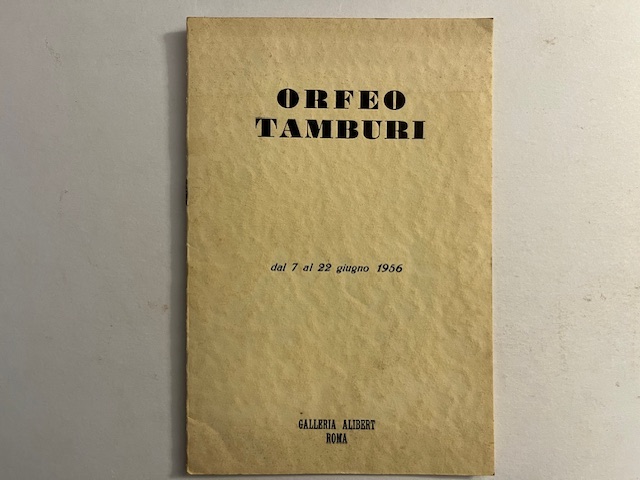 ORFEO
TAMBURI
dal 7 al 22 giugno 1956
GALLERIA ALIBERT
ROMA